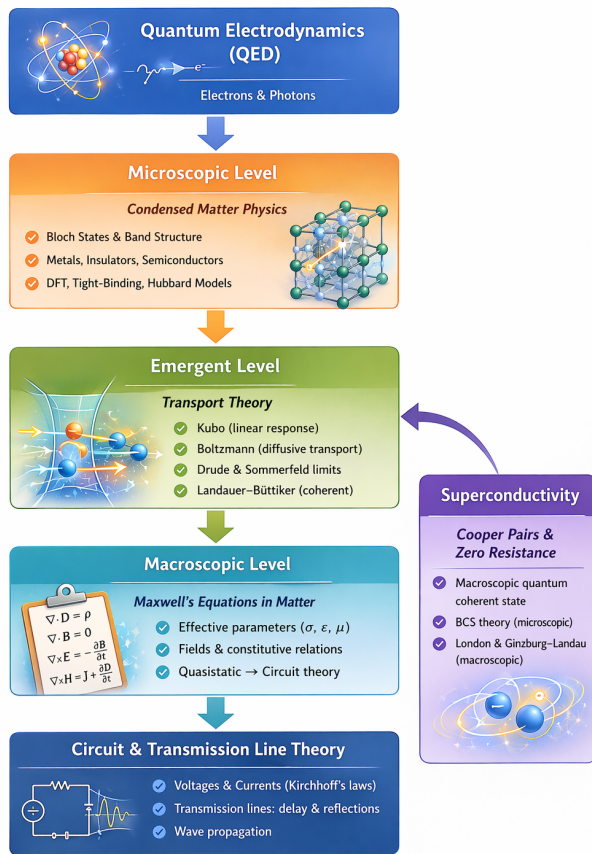 Quantum Electrodynamics
(QED)
e⁻
Electrons & Photons
Microscopic Level
Condensed Matter Physics
Bloch States & Band Structure
Metals, Insulators, Semiconductors
DFT, Tight-Binding, Hubbard Models
Emergent Level
Transport Theory
Kubo (linear response)
Boltzmann (diffusive transport)
Drude & Sommerfeld limits
Landauer–Büttiker (coherent)
Superconductivity
Cooper Pairs &
Zero Resistance
Macroscopic quantum
coherent state
BCS theory (microscopic)
London & Ginzburg–Landau
(macroscopic)
Macroscopic Level
Maxwell's Equations in Matter
∇·D = ρ
∇·B = 0
∇×E = −∂B/∂t
∇×H = J + ∂D/∂t
Effective parameters (σ, ε, μ)
Fields & constitutive relations
Quasistatic → Circuit theory
Circuit & Transmission Line Theory
Voltages & Currents (Kirchhoff's laws)
Transmission lines: delay & reflections
Wave propagation